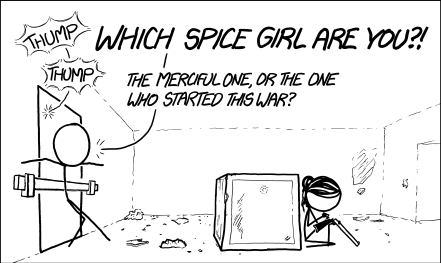 THUMP
THUMP
WHICH SPICE GIRL ARE YOU?!
THE MERCIFUL ONE, OR THE ONE
WHO STARTED THIS WAR?